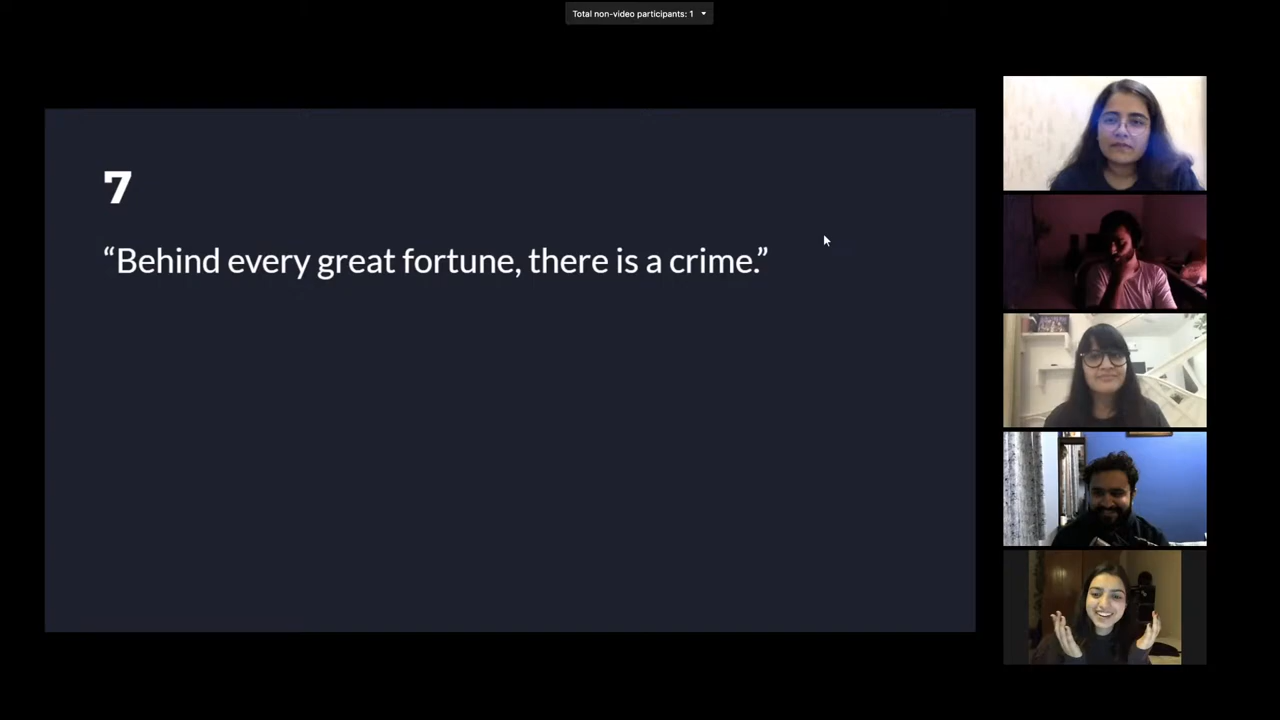 Total non-video participants: 1
7
“Behind every great fortune, there is a crime.”